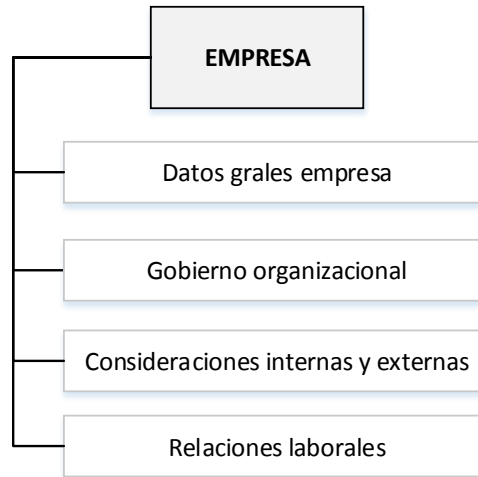 EMPRESA
Datos grales empresa
Gobierno organizacional
Consideraciones internas y externas
Relaciones laborales